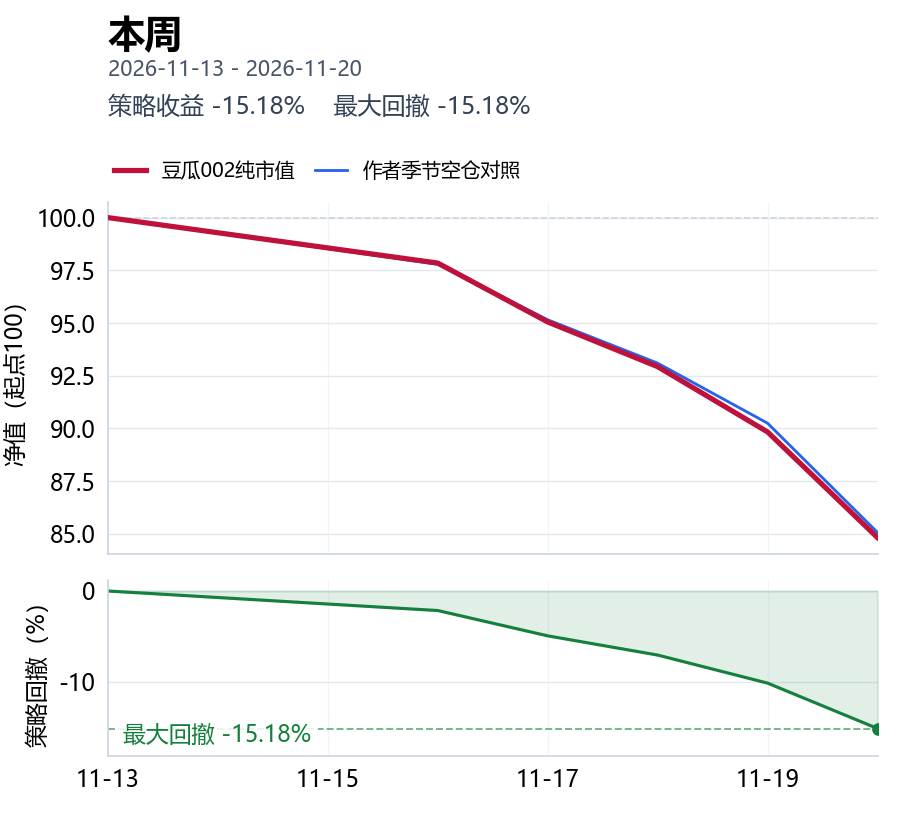 本周
2026-11-13 - 2026-11-20
策略收益 -15.18% 最大回撤 -15.18%
豆瓜002纯市值 作者季节空仓对照
净值（起点100）
100.0
97.5
95.0
92.5
90.0
87.5
85.0
策略回撤（%）
0
-10
最大回撤 -15.18%
11-13 11-15 11-17 11-19